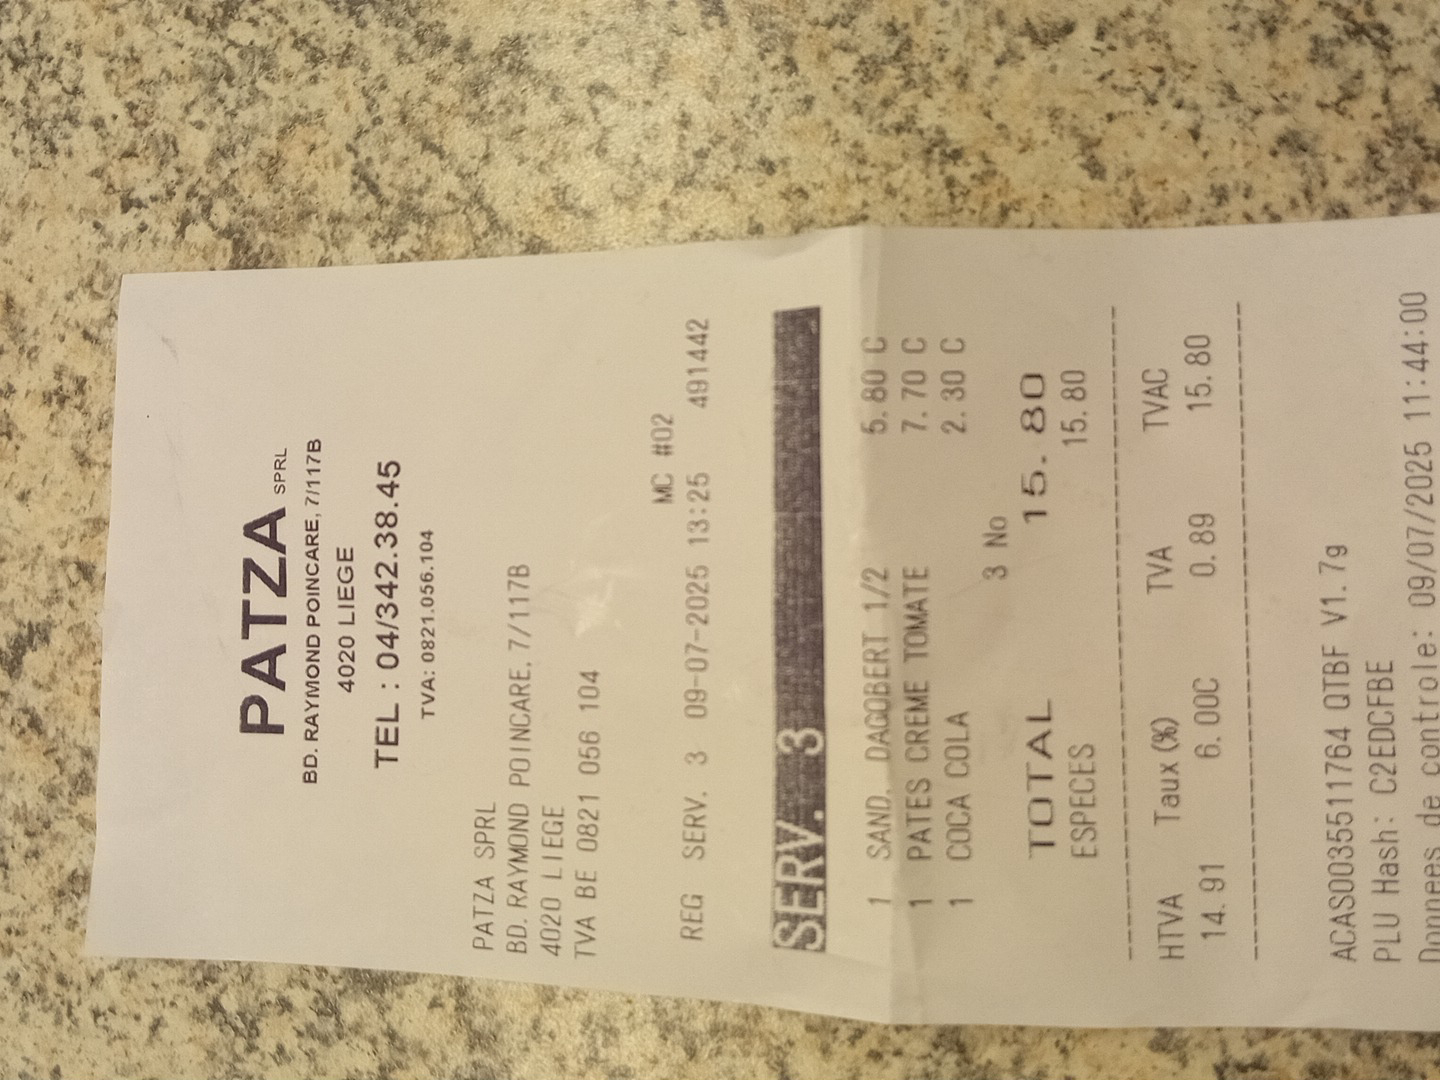 PATZA SPRL
BD. RAYMOND POINCARE, 7/117B
4020 LIEGE
TEL : 04/342.38.45
TVA: 0821.056.104
PATZA SPRL
BD. RAYMOND POINCARE, 7/117B
4020 LIEGE
TVA BE 0821 056 104
MC #02
REG SERV. 3 09-07-2025 13:25 491442
SERV. 3
1 SAND. DAGOBERT 1/2 5.80 C
1 PATES CREME TOMATE 7.70 C
1 COCA COLA 2.30 C
3 No
TOTAL 15.80
ESPECES 15.80
HTVA Taux (%) TVA TVAC
14.91 6.00C 0.89 15.80
ACAS0035511764 QTBF V1.7g
PLU Hash: C2EDCFBE
Donnees de controle: 09/07/2025 11:44:00